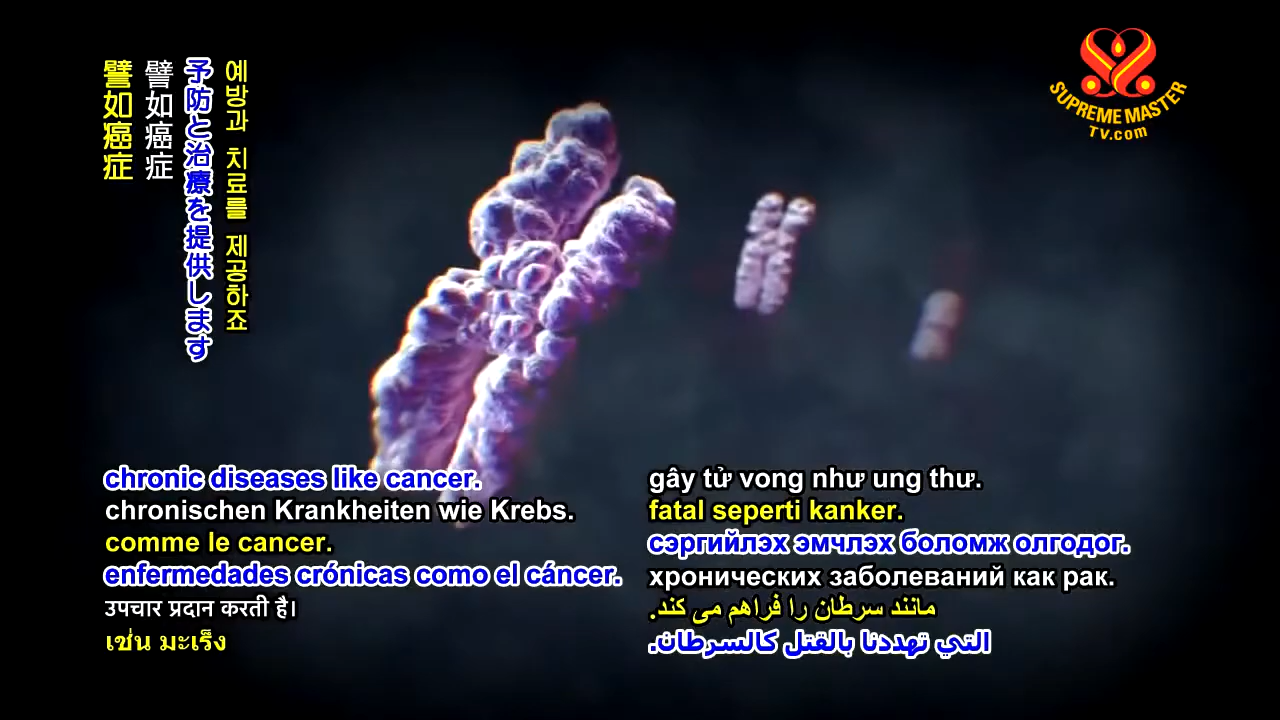 譬如癌症
譬如癌症
予防と治療を提供します
예방과 치료를 제공하죠
SUPREME MASTER
TV.com
chronic diseases like cancer.
chronischen Krankheiten wie Krebs.
comme le cancer.
enfermedades crónicas como el cáncer.
उपचार प्रदान करती है।
เช่น มะเร็ง
gây tử vong như ung thư.
fatal seperti kanker.
сэргийлэх эмчлэх боломж олгодог.
хронических заболеваний как рак.
مانند سرطان را فراهم می کند.
التي تهددنا بالقتل كالسرطان.